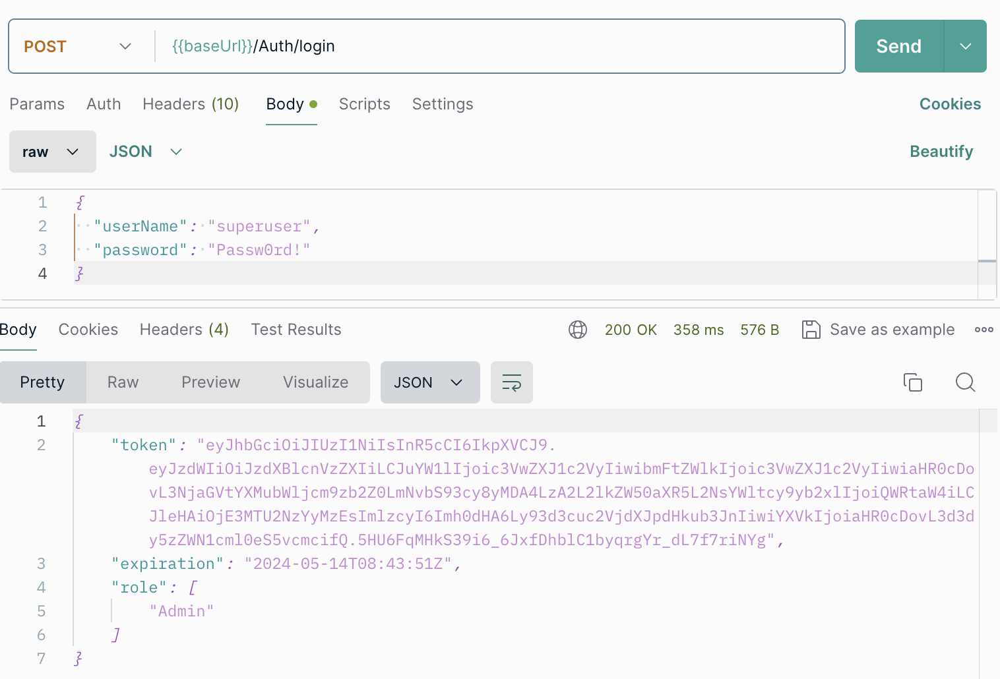 POST {{baseUrl}}/Auth/login Send
Params Auth Headers (10) Body Scripts Settings Cookies
raw JSON Beautify
1 {
2 "userName": "superuser",
3 "password": "Passw0rd!"
4 }
Body Cookies Headers (4) Test Results 200 OK 358 ms 576 B Save as example
Pretty Raw Preview Visualize JSON
1 {
2 "token": "eyJhbGciOiJIUzI1NiIsInR5cCI6IkpXVCJ9.
eyJzdWIiOiJzdXBlcnVzZXIiLCJuYW1lIjoic3VwZXJ1c2VyIiwibmFtZWlkIjoic3VwZXJ1c2VyIiwiaHR0cDo
vL3NjaGVtYXMubWljcm9zb2Z0LmNvbS93cy8yMDA4LzA2L2lkZW50aXR5L2NsYWltcy9yb2xlIjoiQWRtaW4iLC
JleHAiOjE3MTU2NzYyMzEsImlzcyI6Imh0dHA6Ly93d3cuc2VjdXJpdHkub3JnIiwiYXVkIjoiaHR0cDovL3d3d
y5zZWN1cml0eS5vcmcifQ.5HU6FqMHkS39i6_6JxfDhblC1byqrgYr_dL7f7riNYg",
3 "expiration": "2024-05-14T08:43:51Z",
4 "role": [
5 "Admin"
6 ]
7 }